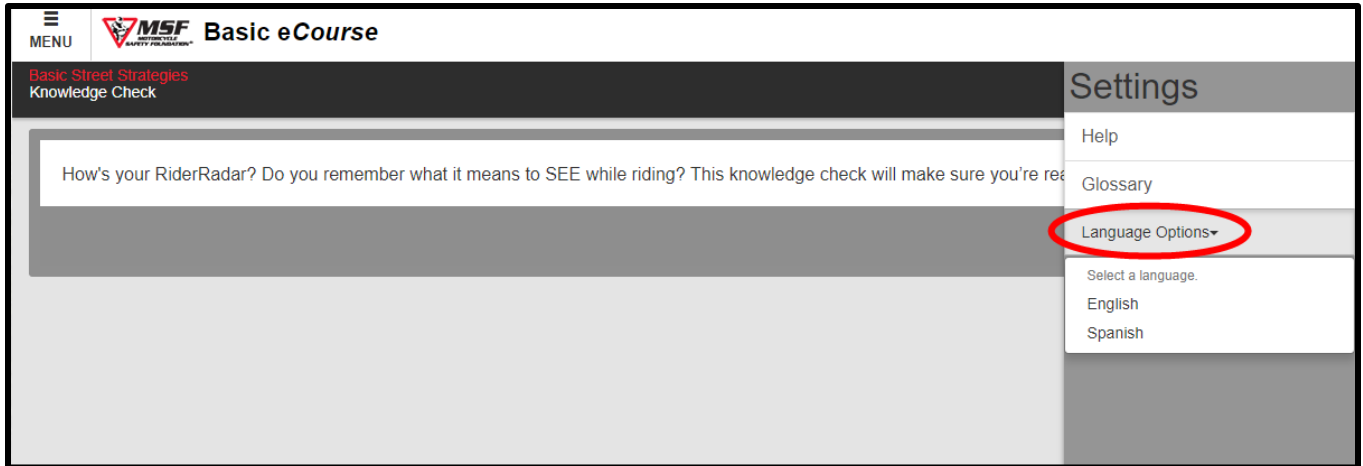 MENU
MSF
MOTORCYCLE
SAFETY FOUNDATION®
Basic eCourse
Basic Street Strategies
Knowledge Check
How's your RiderRadar? Do you remember what it means to SEE while riding? This knowledge check will make sure you're rea
Settings
Help
Glossary
Language Options
Select a language.
English
Spanish